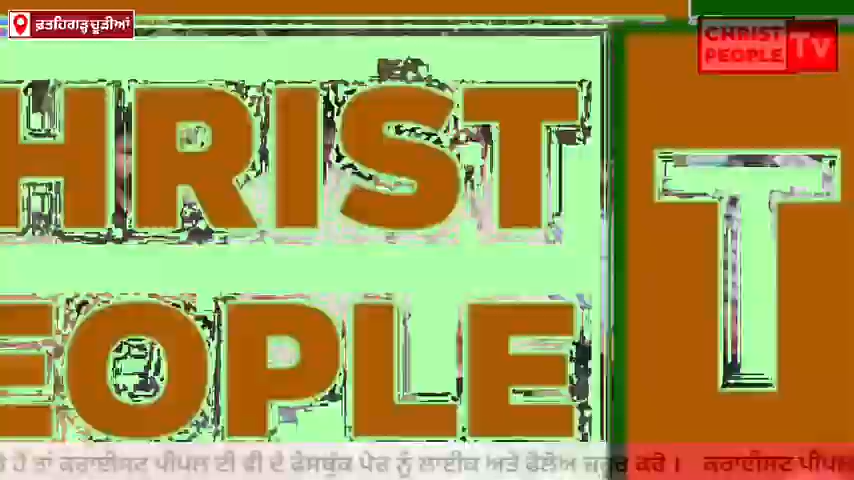 ਫ਼ਤਹਿਗੜ੍ਹ ਚੂੜੀਆਂ
CHRIST
PEOPLE TV
HRIST
T
EOPLE
ਹੈ ਤਾਂ ਕਰਾਈਸਟ ਪੀਪਲ ਟੀ ਵੀ ਦੇ ਫੇਸਬੁੱਕ ਪੇਜ ਨੂੰ ਲਾਈਕ ਅਤੇ ਫੋਲੋਅ ਜ਼ਰੂਰ ਕਰੋ । ਕਰਾਈਸਟ ਪੀਪਲ